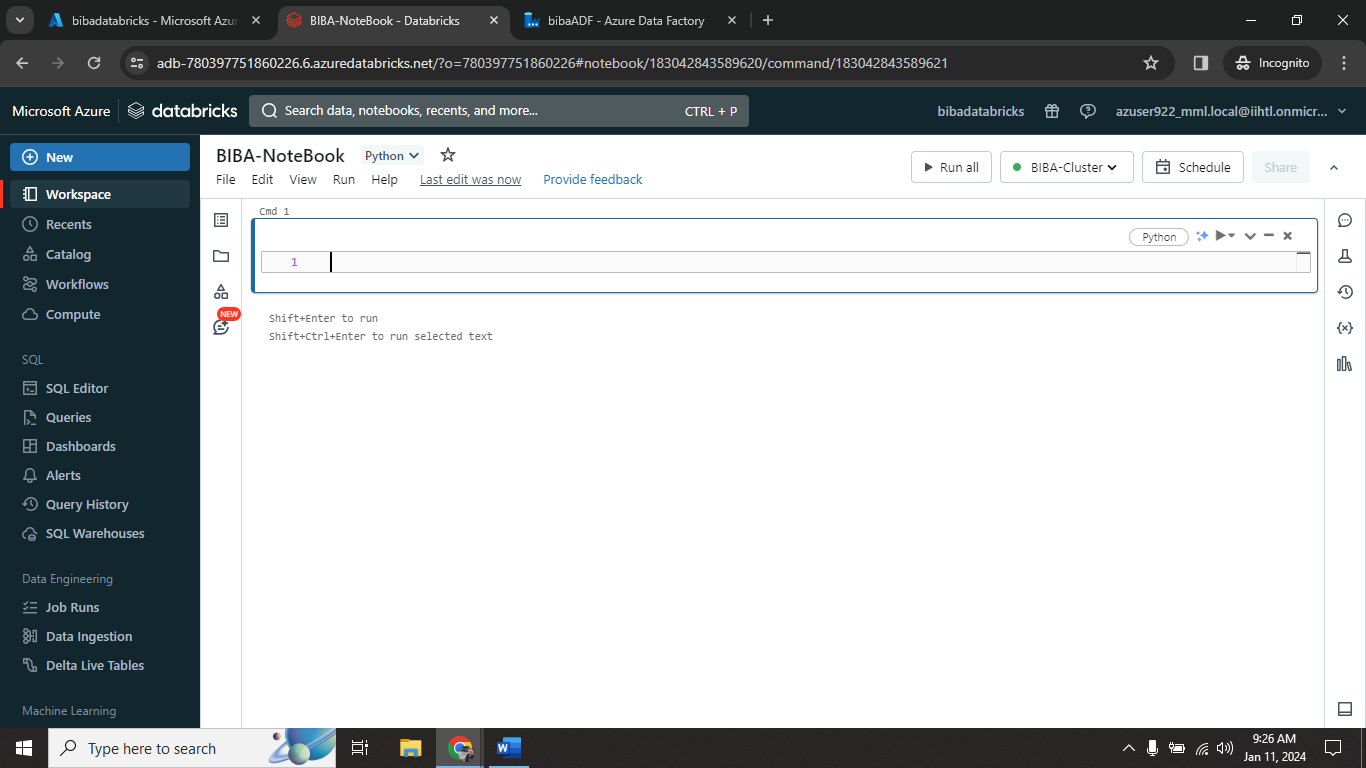 bibadatabricks - Microsoft Azur
BIBA-NoteBook - Databricks
bibaADF - Azure Data Factory
adb-780397751860226.6.azuredatabricks.net/?o=780397751860226#notebook/183042843589620/command/183042843589621
Incognito
Microsoft Azure
databricks
Search data, notebooks, recents, and more...
CTRL + P
bibadatabricks
azuser922_mml.local@iihtl.onmicr...
New
Workspace
Recents
Catalog
Workflows
Compute
SQL
SQL Editor
Queries
Dashboards
Alerts
Query History
SQL Warehouses
Data Engineering
Job Runs
Data Ingestion
Delta Live Tables
Machine Learning
BIBA-NoteBook
Python
File Edit View Run Help Last edit was now Provide feedback
Run all
BIBA-Cluster
Schedule
Share
NEW
Cmd 1
Python
1
Shift+Enter to run
Shift+Ctrl+Enter to run selected text
Type here to search
9:26 AM
Jan 11, 2024